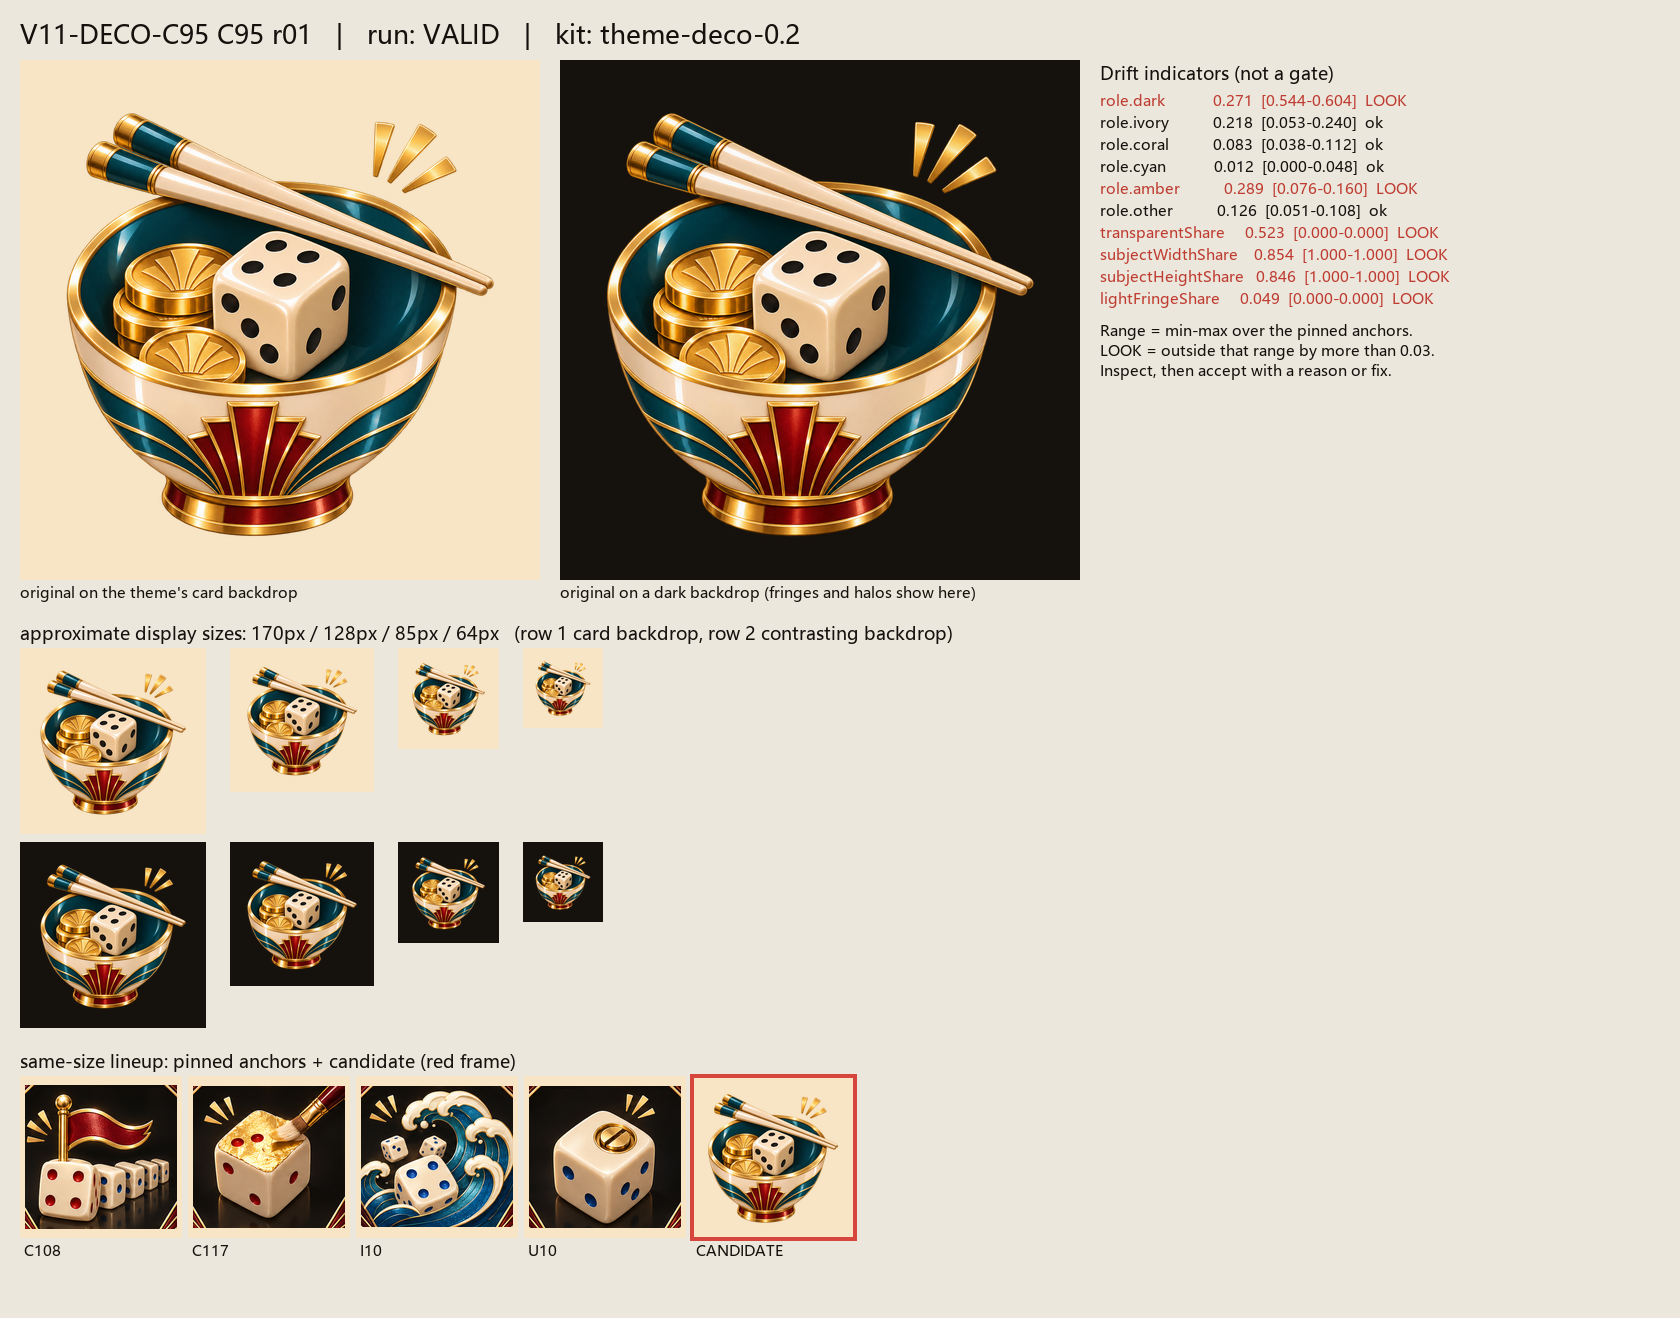 V11-DECO-C95 C95 r01 | run: VALID | kit: theme-deco-0.2
Drift indicators (not a gate)
role.dark 0.271 [0.544-0.604] LOOK
role.ivory 0.218 [0.053-0.240] ok
role.coral 0.083 [0.038-0.112] ok
role.cyan 0.012 [0.000-0.048] ok
role.amber 0.289 [0.076-0.160] LOOK
role.other 0.126 [0.051-0.108] ok
transparentShare 0.523 [0.000-0.000] LOOK
subjectWidthShare 0.854 [1.000-1.000] LOOK
subjectHeightShare 0.846 [1.000-1.000] LOOK
lightFringeShare 0.049 [0.000-0.000] LOOK
Range = min-max over the pinned anchors.
LOOK = outside that range by more than 0.03.
Inspect, then accept with a reason or fix.
original on the theme's card backdrop
original on a dark backdrop (fringes and halos show here)
approximate display sizes: 170px / 128px / 85px / 64px (row 1 card backdrop, row 2 contrasting backdrop)
same-size lineup: pinned anchors + candidate (red frame)
C108
C117
I10
U10
CANDIDATE